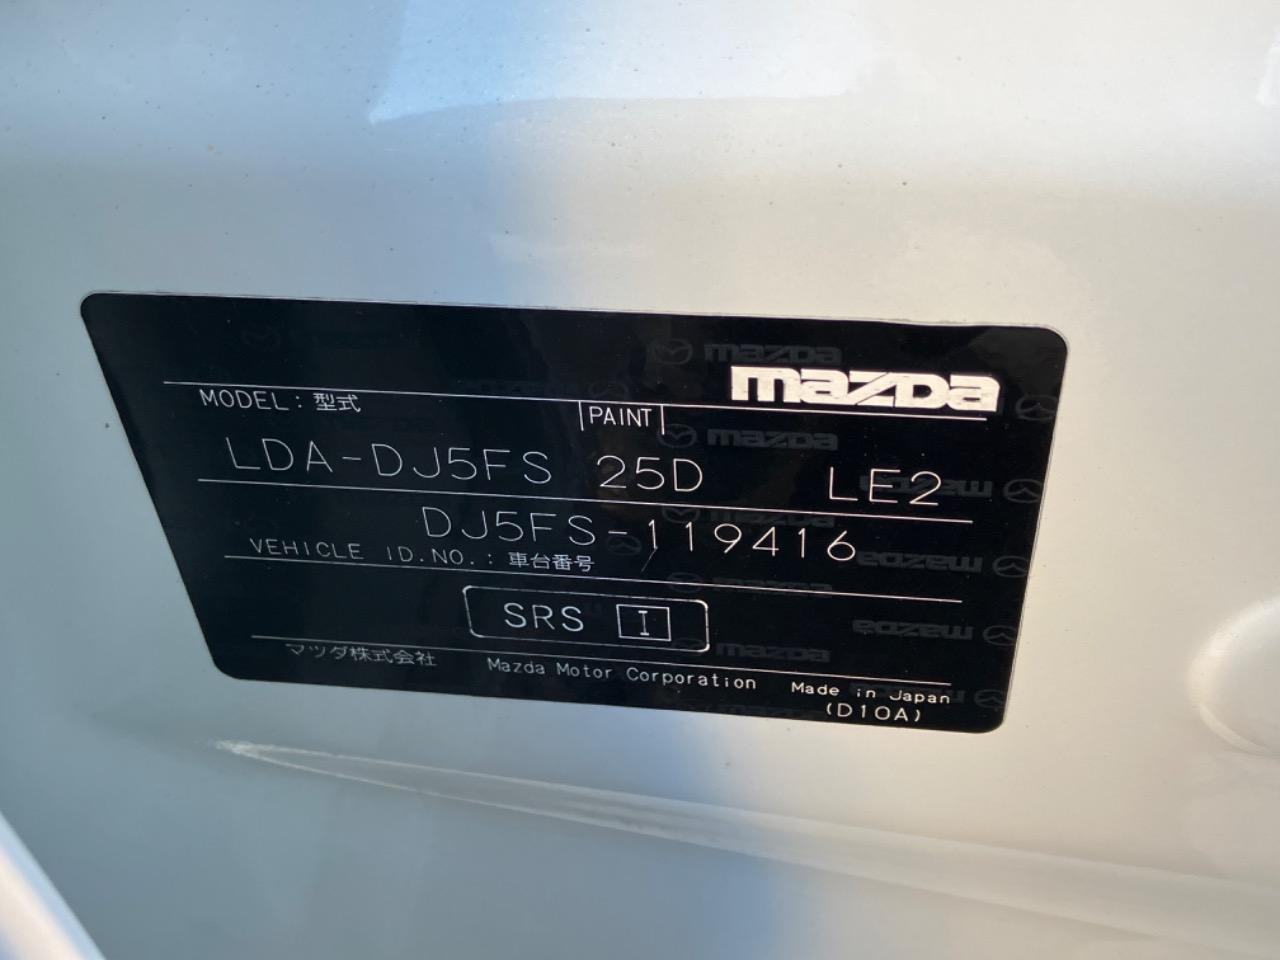 mazda
MODEL: 型式 PAINT
LDA-DJ5FS 25D LE2
DJ5FS-119416
VEHICLE ID.NO.: 車台番号
SRS I
マツダ株式会社 Mazda Motor Corporation Made in Japan
(D10A)